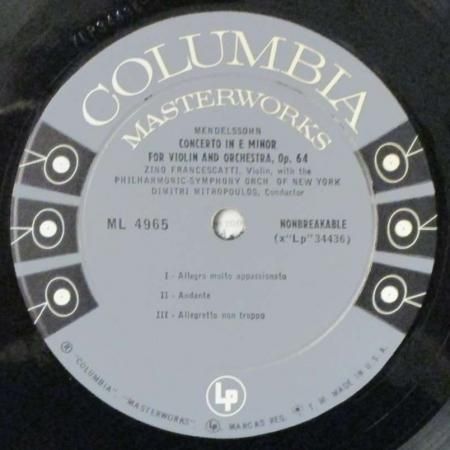 COLUMBIA
MASTERWORKS
MENDELSSOHN
CONCERTO IN E MINOR
FOR VIOLIN AND ORCHESTRA, Op. 64
ZINO FRANCESCATTI, Violin, with the
PHILHARMONIC-SYMPHONY ORCH. OF NEW YORK
DIMITRI MITROPOULOS, Conductor
ML 4965
NONBREAKABLE
(x"Lp"34436)
I - Allegro molto appassionata
II - Andante
III - Allegretto non troppo
Lp
® "COLUMBIA" "MASTERWORKS" Lp MARCAS REG. ® T. M. MADE IN U.S.A.